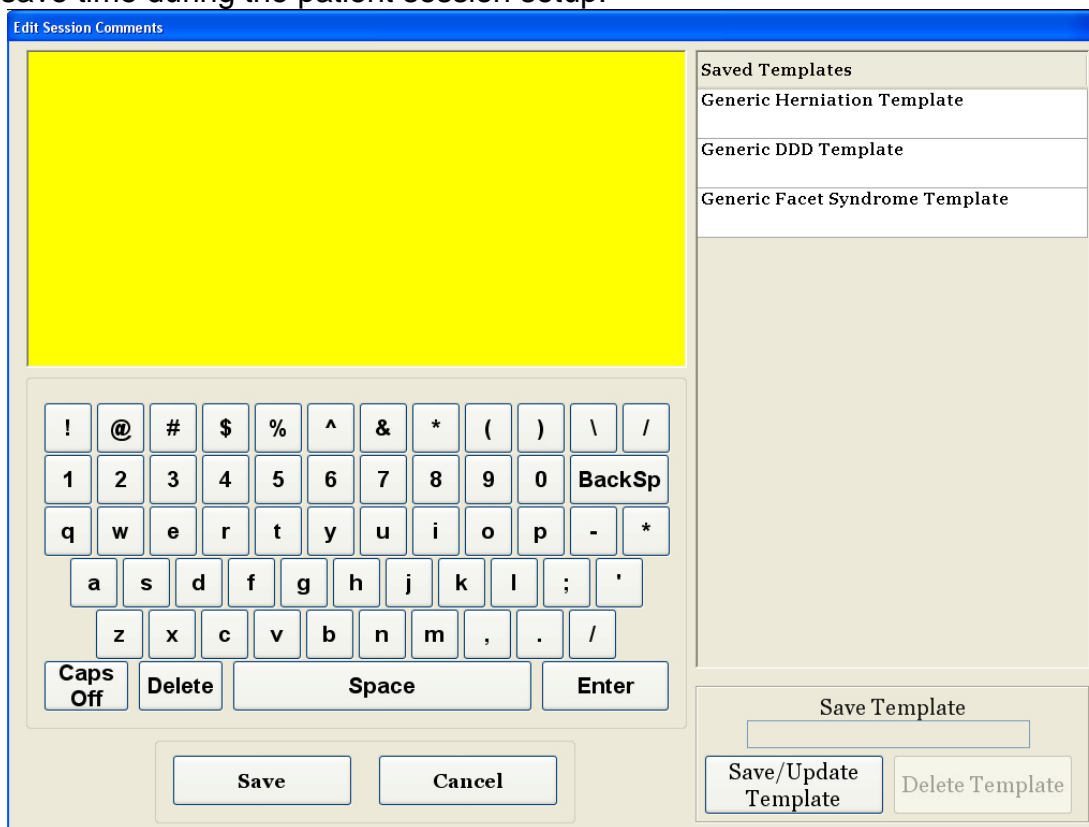 save time during the patient session setup.
Edit Session Comments
Saved Templates
Generic Herniation Template
Generic DDD Template
Generic Facet Syndrome Template
! @ # $ % ^ & * ( ) \ /
1 2 3 4 5 6 7 8 9 0 BackSp
q w e r t y u i o p - *
a s d f g h j k l ; '
z x c v b n m , . /
Caps Off Delete Space Enter
Save Cancel
Save Template
Save/Update Template Delete Template